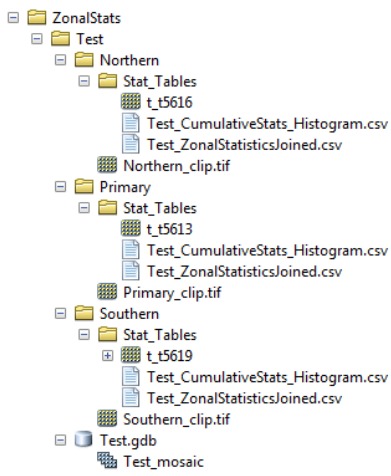 ZonalStats
Test
Northern
Stat_Tables
t_t5616
Test_CumulativeStats_Histogram.csv
Test_ZonalStatisticsJoined.csv
Northern_clip.tif
Primary
Stat_Tables
t_t5613
Test_CumulativeStats_Histogram.csv
Test_ZonalStatisticsJoined.csv
Primary_clip.tif
Southern
Stat_Tables
t_t5619
Test_CumulativeStats_Histogram.csv
Test_ZonalStatisticsJoined.csv
Southern_clip.tif
Test.gdb
Test_mosaic